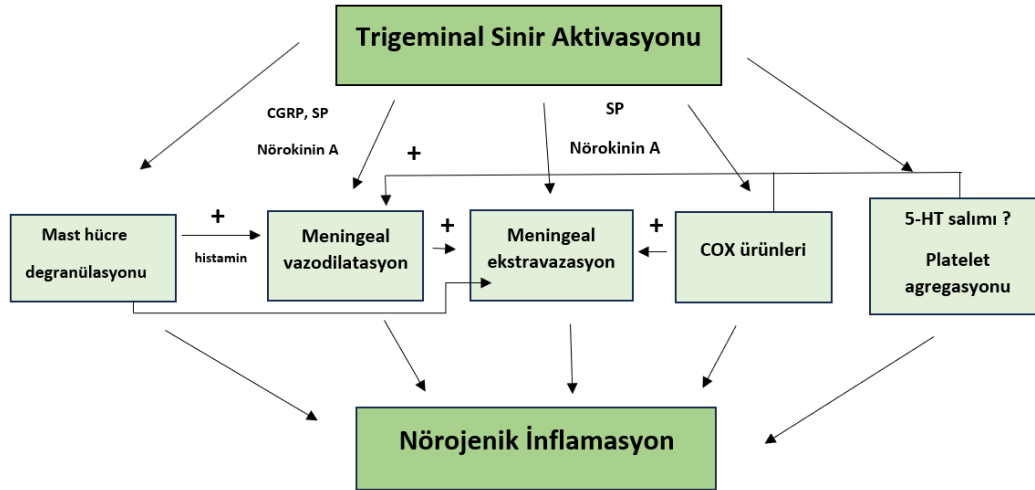 Trigeminal Sinir Aktivasyonu
CGRP, SP
Nörokinin A
SP
Nörokinin A
+
Mast hücre
degranülasyonu
+
histamin
Meningeal
vazodilatasyon
+
Meningeal
ekstravazasyon
+
COX ürünleri
5-HT salımı ?
Platelet
agregasyonu
Nörojenik İnflamasyon